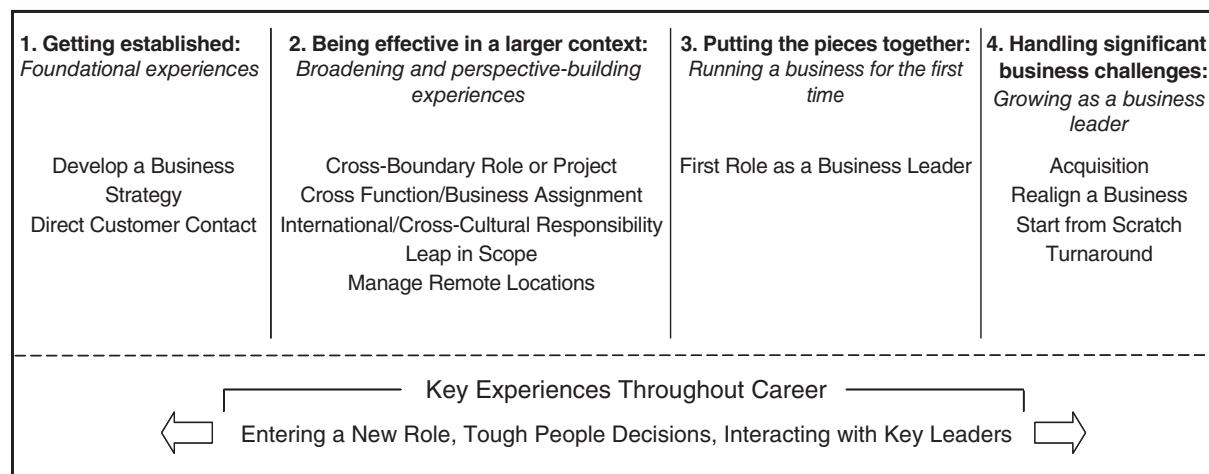 1. Getting established:
Foundational experiences
Develop a Business
Strategy
Direct Customer Contact
2. Being effective in a larger context:
Broadening and perspective-building
experiences
Cross-Boundary Role or Project
Cross Function/Business Assignment
International/Cross-Cultural Responsibility
Leap in Scope
Manage Remote Locations
3. Putting the pieces together:
Running a business for the first
time
First Role as a Business Leader
4. Handling significant
business challenges:
Growing as a business
leader
Acquisition
Realign a Business
Start from Scratch
Turnaround
Key Experiences Throughout Career
Entering a New Role, Tough People Decisions, Interacting with Key Leaders